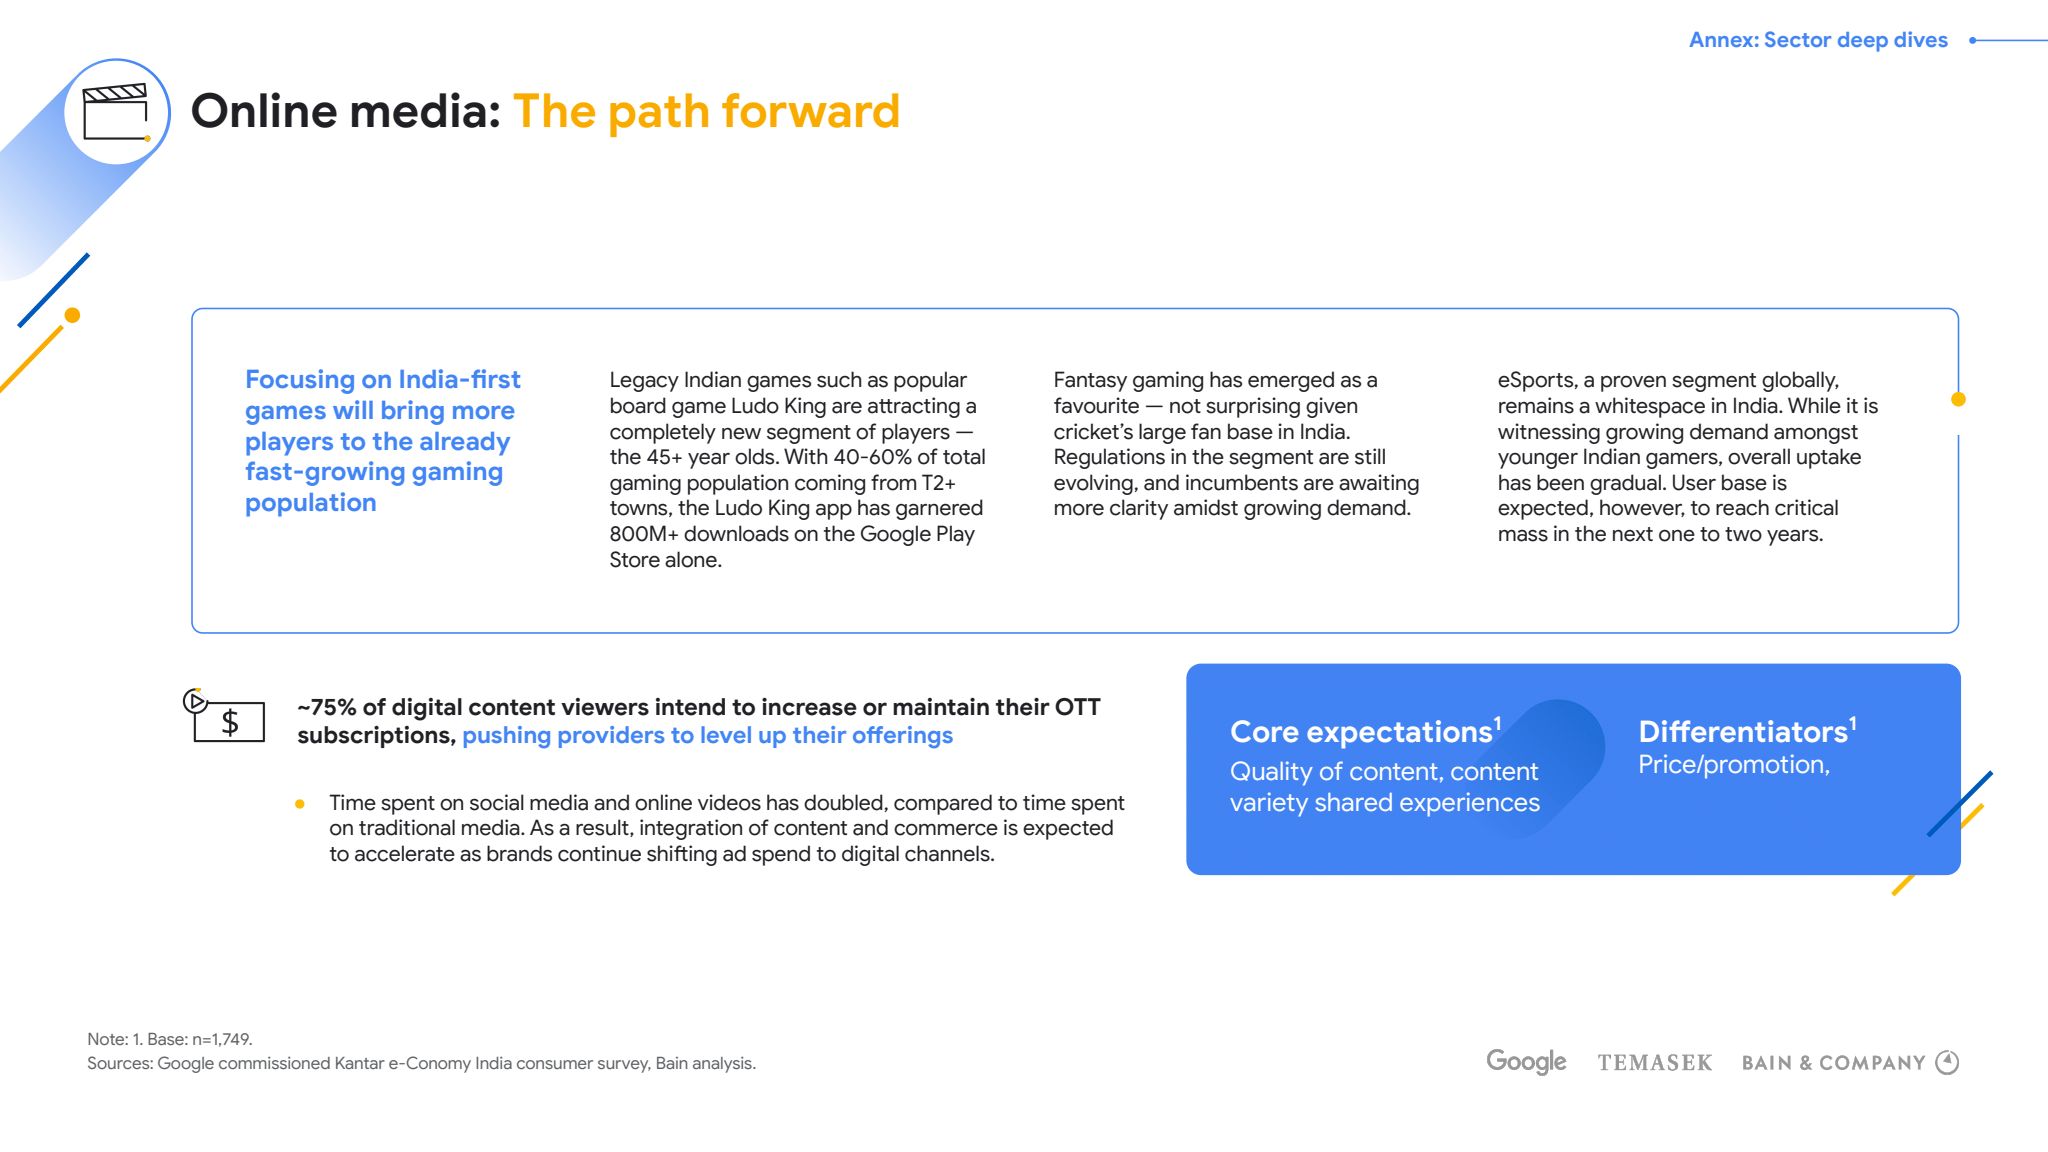 Annex: Sector deep dives
Online media: The path forward
Focusing on India-first
games will bring more
players to the already
fast-growing gaming
population
Legacy Indian games such as popular
board game Ludo King are attracting a
completely new segment of players —
the 45+ year olds. With 40-60% of total
gaming population coming from T2+
towns, the Ludo King app has garnered
800M+ downloads on the Google Play
Store alone.
Fantasy gaming has emerged as a
favourite — not surprising given
cricket’s large fan base in India.
Regulations in the segment are still
evolving, and incumbents are awaiting
more clarity amidst growing demand.
eSports, a proven segment globally,
remains a whitespace in India. While it is
witnessing growing demand amongst
younger Indian gamers, overall uptake
has been gradual. User base is
expected, however, to reach critical
mass in the next one to two years.
$
~75% of digital content viewers intend to increase or maintain their OTT
subscriptions, pushing providers to level up their offerings
Time spent on social media and online videos has doubled, compared to time spent
on traditional media. As a result, integration of content and commerce is expected
to accelerate as brands continue shifting ad spend to digital channels.
Core expectations¹
Quality of content, content
variety shared experiences
Differentiators¹
Price/promotion,
Note: 1. Base: n=1,749.
Sources: Google commissioned Kantar e-Conomy India consumer survey, Bain analysis.
Google TEMASEK BAIN & COMPANY